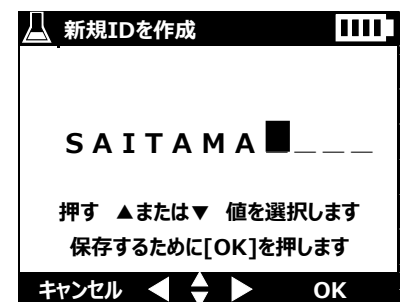 新規IDを作成
S A I T A M A _ _ _
押す ▲または▼ 値を選択します
保存するために[OK]を押します
キャンセル ◀ ▲▼ ▶ OK